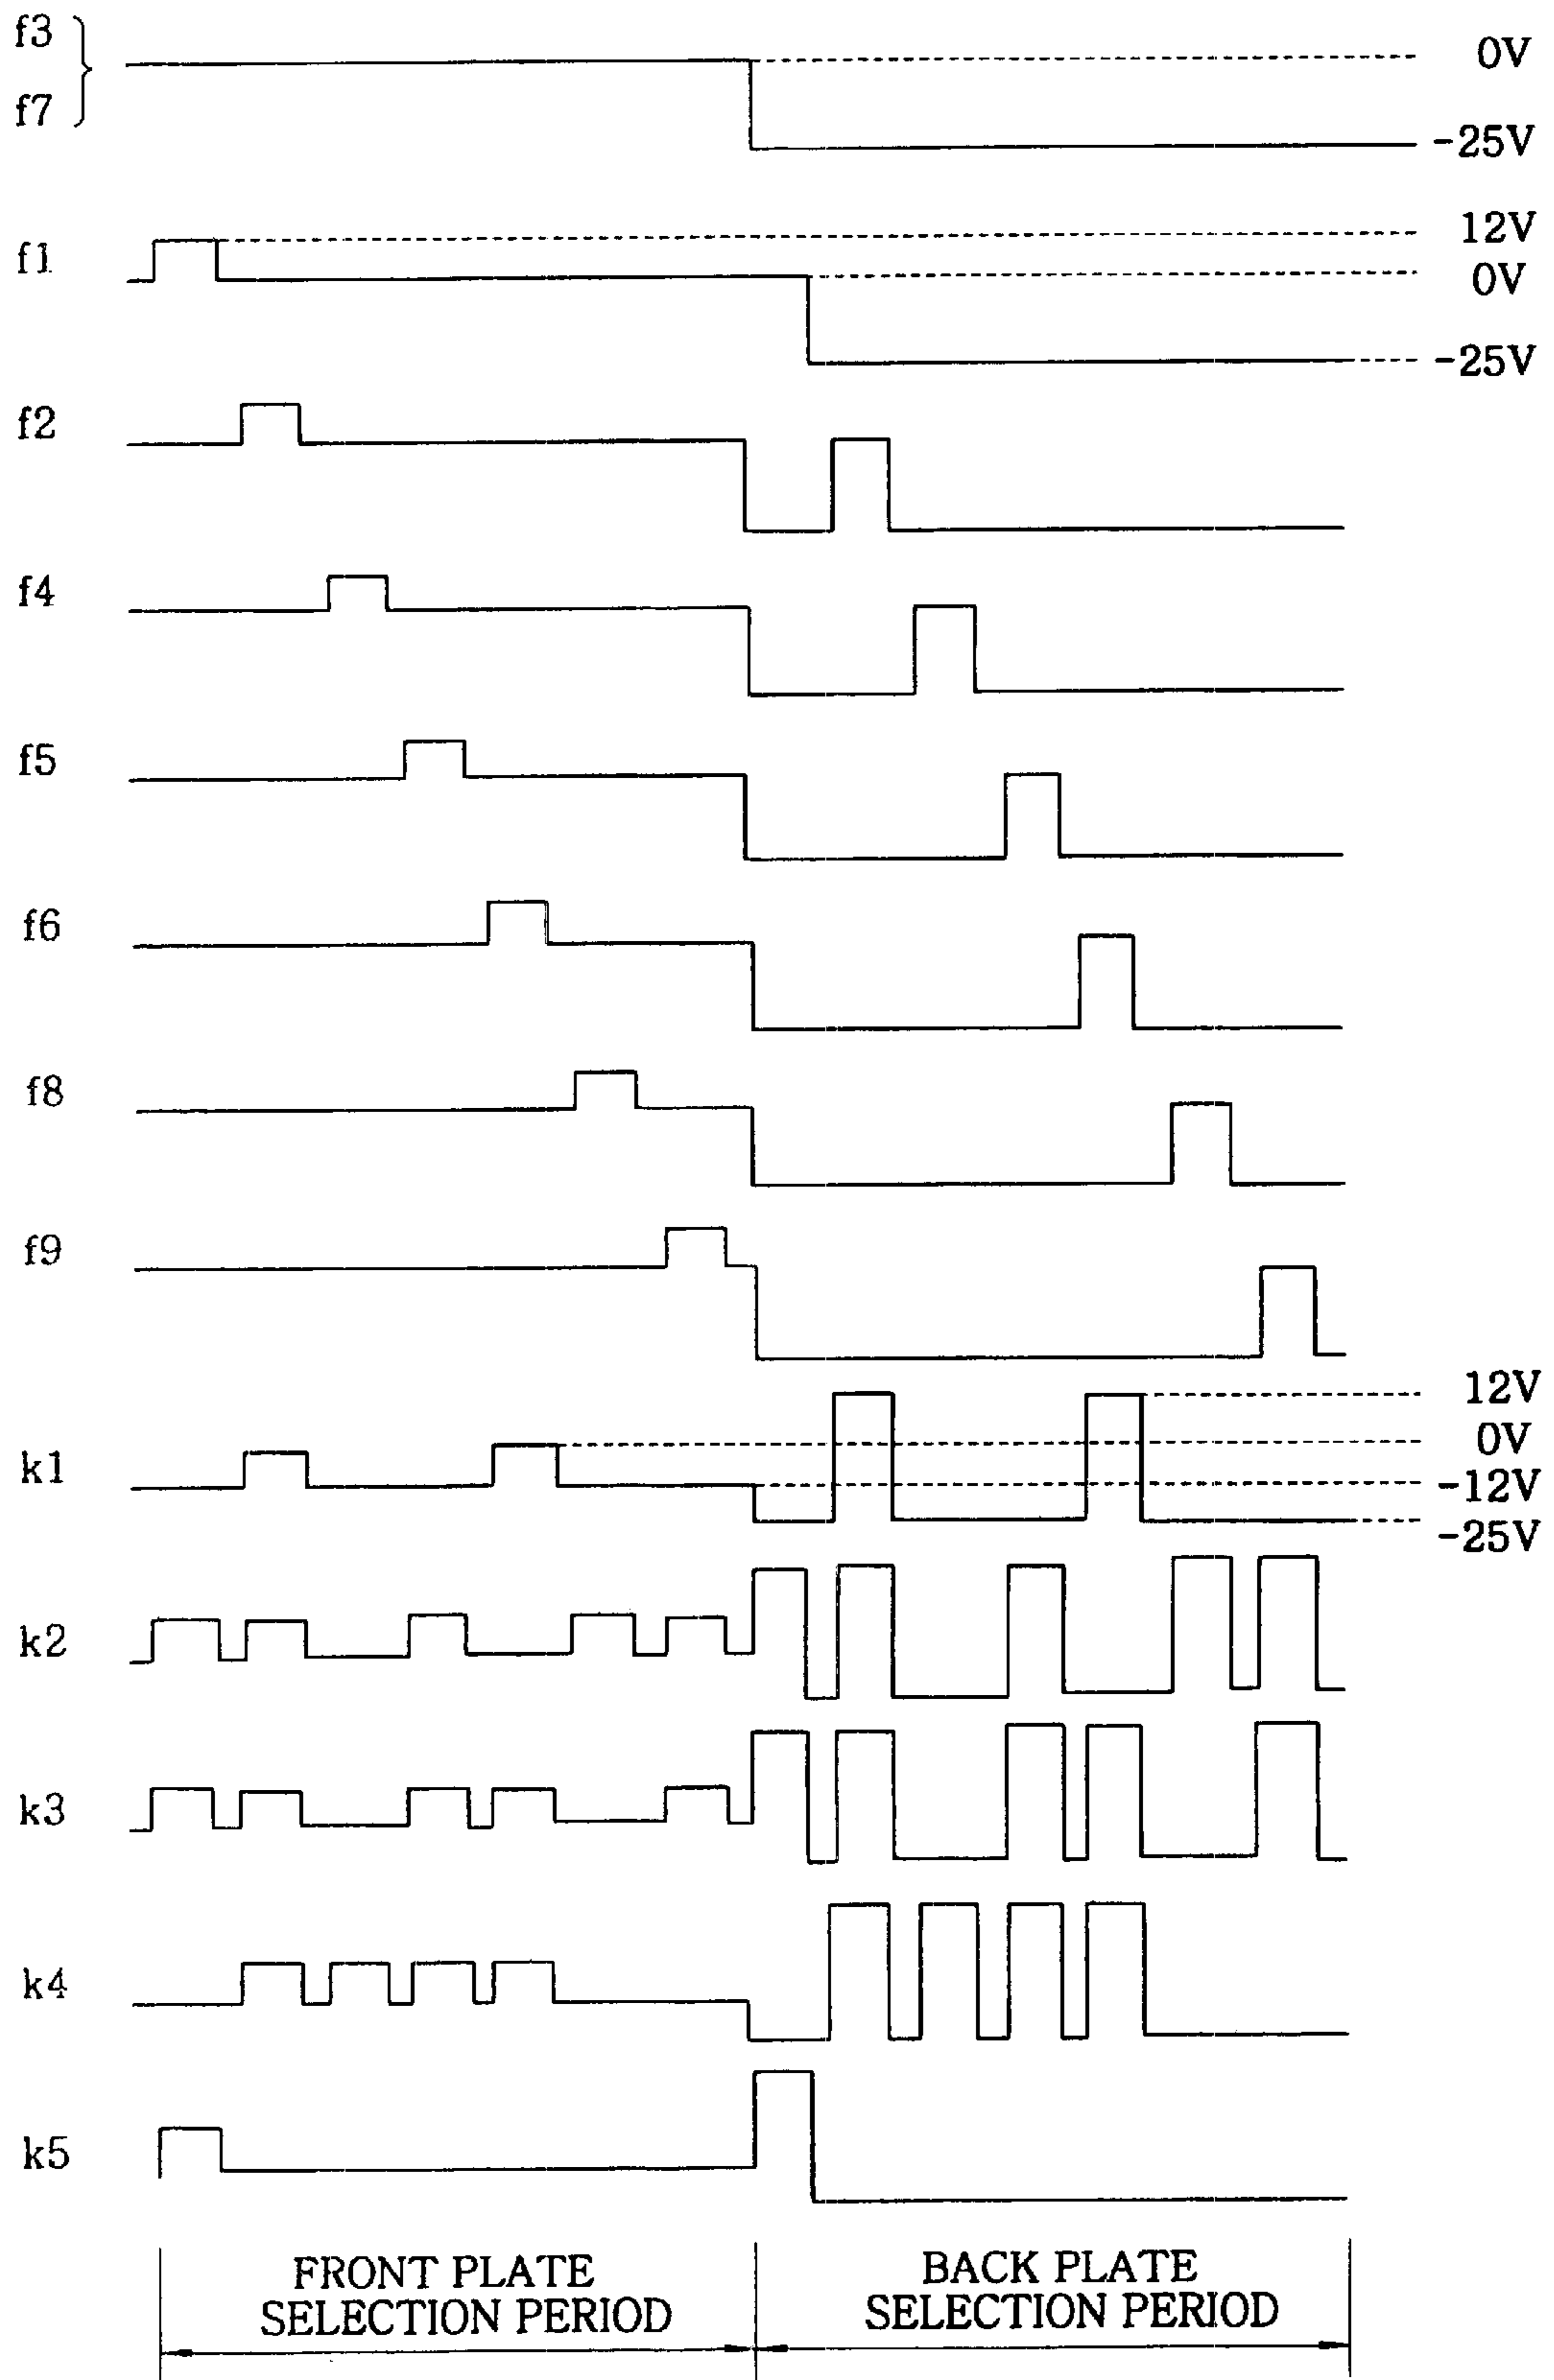 f3
0V
f7
-25V
12V
f1
0V
-25V
f2
f4
f5
f6
f8
f9
12V
0V
k1
-12V
-25V
k2
k3
k4
k5
FRONT PLATE
SELECTION PERIOD
BACK PLATE
SELECTION PERIOD